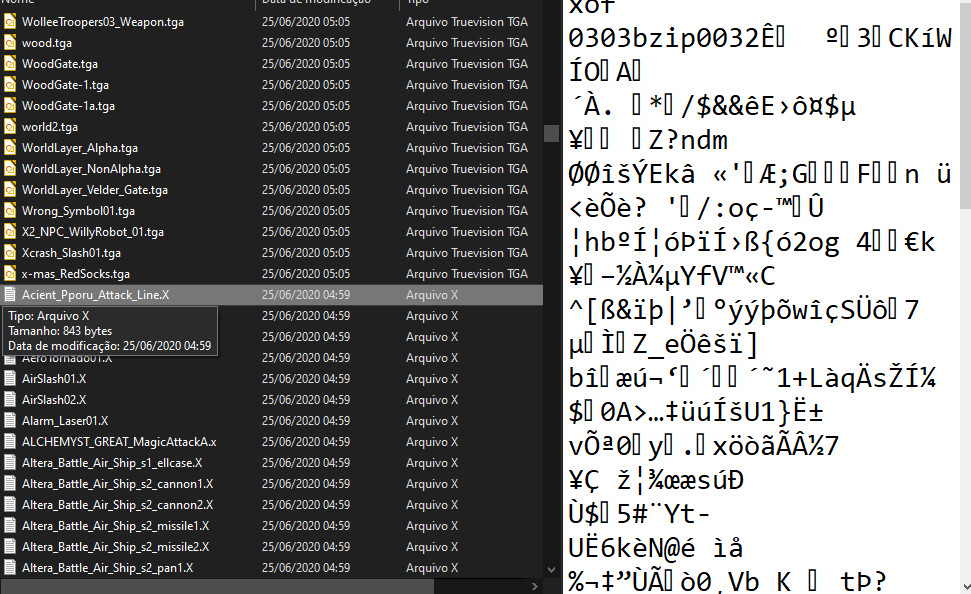 Nome Data de modificação Tipo
WolleeTroopers03_Weapon.tga 25/06/2020 05:05 Arquivo Truevision TGA
wood.tga 25/06/2020 05:05 Arquivo Truevision TGA
WoodGate.tga 25/06/2020 05:05 Arquivo Truevision TGA
WoodGate-1.tga 25/06/2020 05:05 Arquivo Truevision TGA
WoodGate-1a.tga 25/06/2020 05:05 Arquivo Truevision TGA
world2.tga 25/06/2020 05:05 Arquivo Truevision TGA
WorldLayer_Alpha.tga 25/06/2020 05:05 Arquivo Truevision TGA
WorldLayer_NonAlpha.tga 25/06/2020 05:05 Arquivo Truevision TGA
WorldLayer_Velder_Gate.tga 25/06/2020 05:05 Arquivo Truevision TGA
Wrong_Symbol01.tga 25/06/2020 05:05 Arquivo Truevision TGA
X2_NPC_WillyRobot_01.tga 25/06/2020 05:05 Arquivo Truevision TGA
Xcrash_Slash01.tga 25/06/2020 05:05 Arquivo Truevision TGA
x-mas_RedSocks.tga 25/06/2020 05:05 Arquivo Truevision TGA
Acient_Pporu_Attack_Line.X 25/06/2020 04:59 Arquivo X
25/06/2020 04:59 Arquivo X
25/06/2020 04:59 Arquivo X
Tipo: Arquivo X
Tamanho: 843 bytes
Data de modificação: 25/06/2020 04:59
AeroTornado01.X 25/06/2020 04:59 Arquivo X
AirSlash01.X 25/06/2020 04:59 Arquivo X
AirSlash02.X 25/06/2020 04:59 Arquivo X
Alarm_Laser01.X 25/06/2020 04:59 Arquivo X
ALCHEMYST_GREAT_MagicAttackA.x 25/06/2020 04:59 Arquivo X
Altera_Battle_Air_Ship_s1_ellcase.X 25/06/2020 04:59 Arquivo X
Altera_Battle_Air_Ship_s2_cannon1.X 25/06/2020 04:59 Arquivo X
Altera_Battle_Air_Ship_s2_cannon2.X 25/06/2020 04:59 Arquivo X
Altera_Battle_Air_Ship_s2_missile1.X 25/06/2020 04:59 Arquivo X
Altera_Battle_Air_Ship_s2_missile2.X 25/06/2020 04:59 Arquivo X
Altera_Battle_Air_Ship_s2_pan1.X 25/06/2020 04:59 Arquivo X
xof
0303bzip0032Ê▯ º▯3▯CKíW
ÍO▯A▯
´À. ▯*▯/$&&êE›ô¤$µ
¥▯▯ ▯Z?ndm
ØØîšÝEkâ «'▯Æ;G▯▯▯F▯▯n ü
<èÕè? '▯/:oç-™▯Û
¦hbºÍ¦óÞïÍ›ß{ó2og 4▯▯€k
¥▯–½À¼µYfV™«C
^[ß&ïþ|’▯°ýýþõwîçSÜô▯7
µ▯Ì▯Z_eÖêšï]
bî▯æú¬‘▯´▯▯´˜1+LàqÄsŽÍ¼
$▯0A>…‡üúÍšU1}Ë±
vÕª0▯y▯.▯xöòãÃÂ½7
¥Ç ž¦¾œæsúÐ
Ù$▯5#¨Yt-
UË6kèN@é ìå
%¬‡”ÙÃ▯ò0‚Vb K ▯ tÞ?